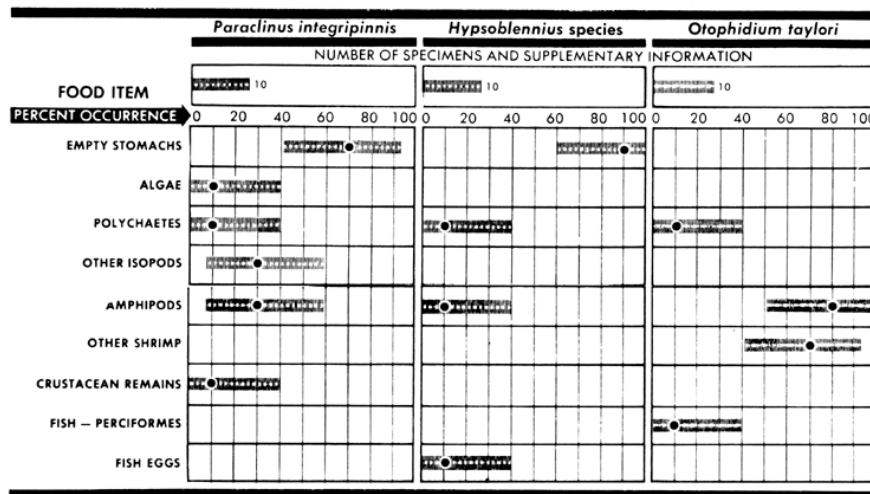 Paraclinus integripinnis Hypsoblennius species Otophidium taylori
NUMBER OF SPECIMENS AND SUPPLEMENTARY INFORMATION
FOOD ITEM 10 10 10
PERCENT OCCURRENCE 0 20 40 60 80 100 0 20 40 60 80 100 0 20 40 60 80 100
EMPTY STOMACHS
ALGAE
POLYCHAETES
OTHER ISOPODS
AMPHIPODS
OTHER SHRIMP
CRUSTACEAN REMAINS
FISH — PERCIFORMES
FISH EGGS